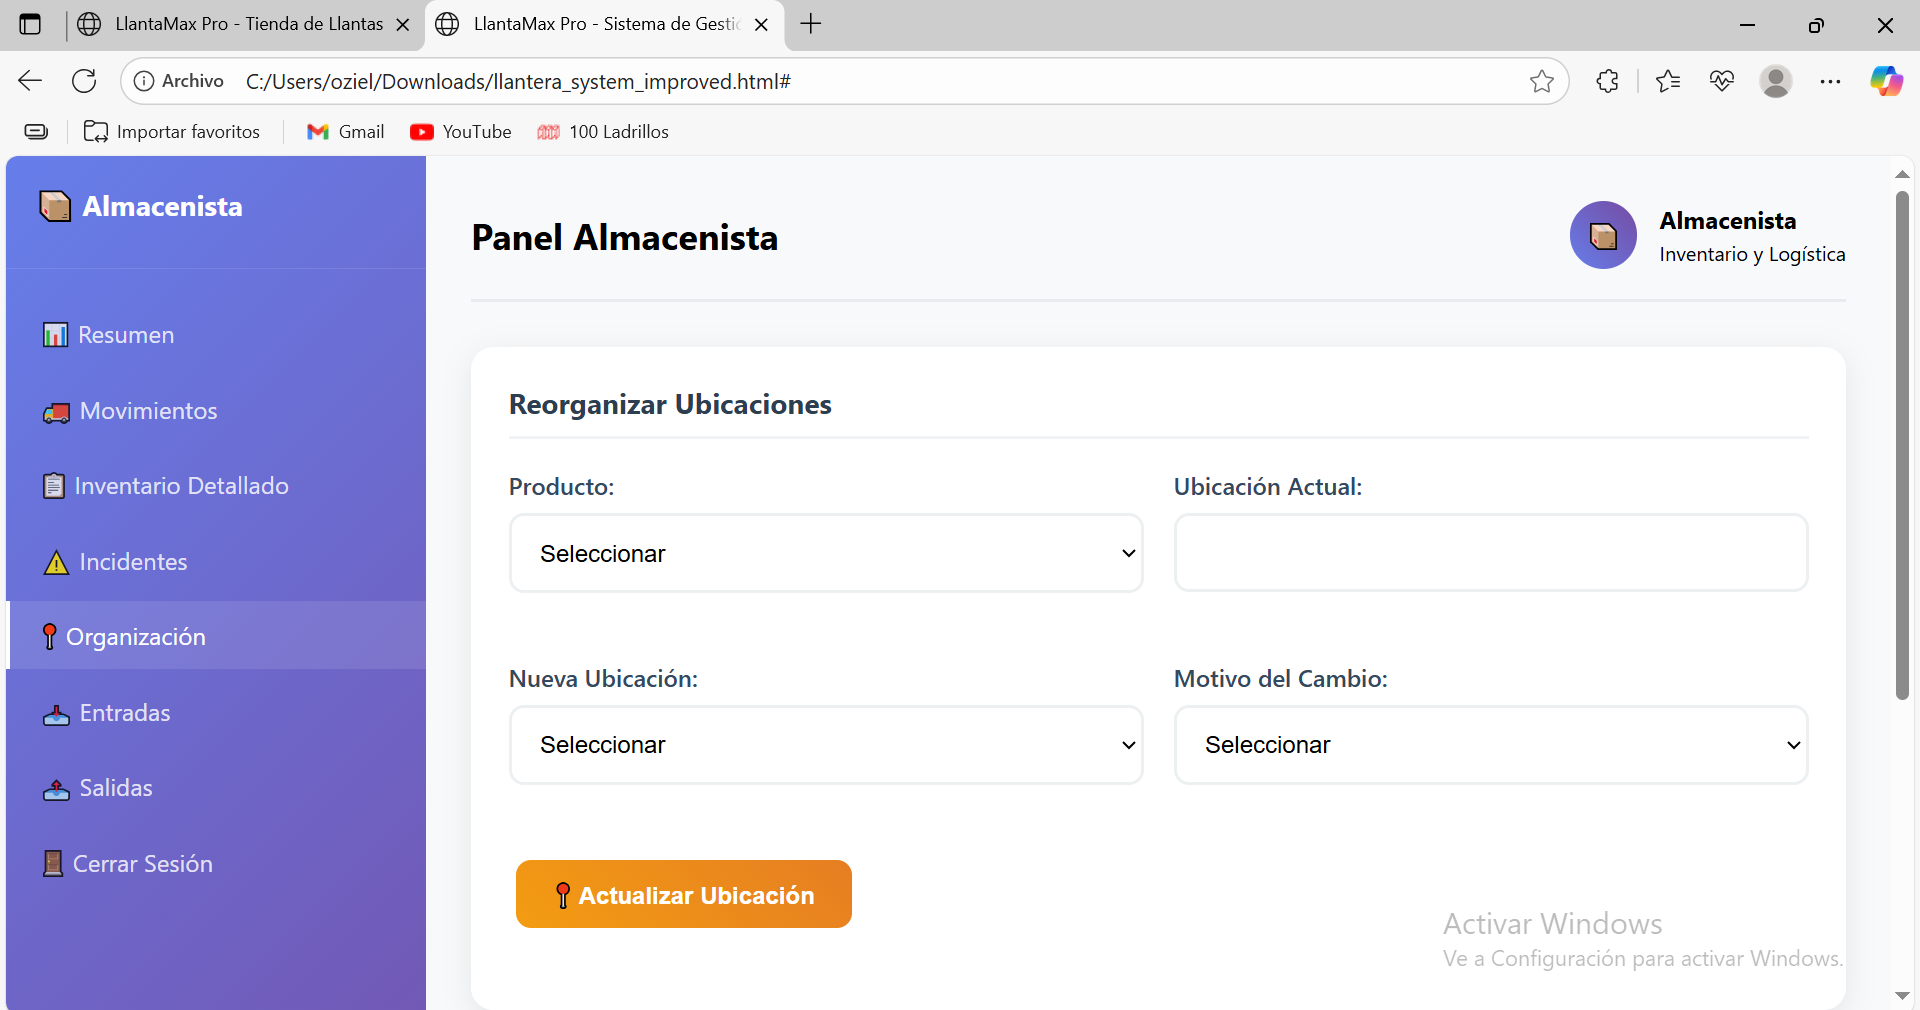 LlantaMax Pro - Tienda de Llantas
LlantaMax Pro - Sistema de Gesti
Archivo
C:/Users/oziel/Downloads/llantera_system_improved.html#
Importar favoritos
Gmail
YouTube
100 Ladrillos
Almacenista
Resumen
Movimientos
Inventario Detallado
Incidentes
Organización
Entradas
Salidas
Cerrar Sesión
Panel Almacenista
Almacenista
Inventario y Logística
Reorganizar Ubicaciones
Producto:
Ubicación Actual:
Seleccionar
Nueva Ubicación:
Motivo del Cambio:
Seleccionar
Seleccionar
Actualizar Ubicación
Activar Windows
Ve a Configuración para activar Windows.